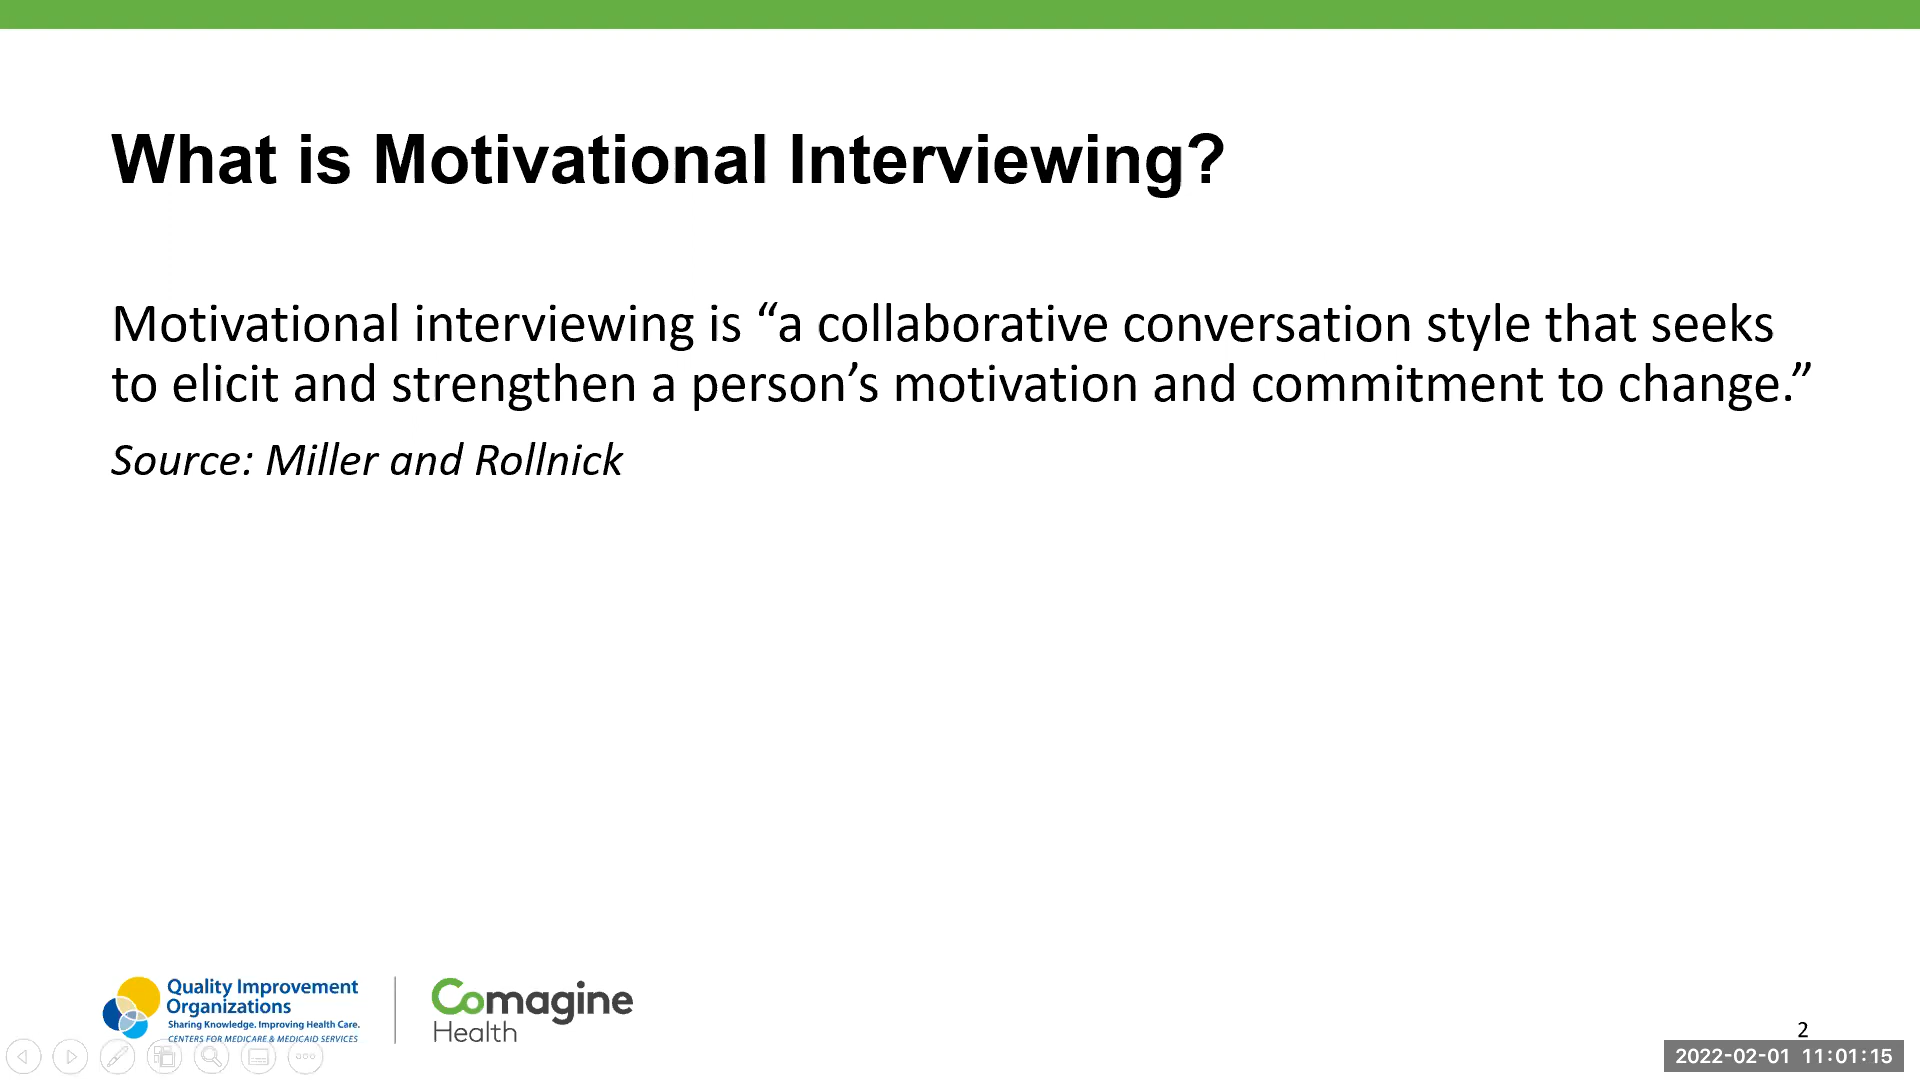 What is Motivational Interviewing?
Motivational interviewing is “a collaborative conversation style that seeks
to elicit and strengthen a person’s motivation and commitment to change.”
Source: Miller and Rollnick
Quality Improvement
Organizations
Sharing Knowledge. Improving Health Care.
CENTERS FOR MEDICARE & MEDICAID SERVICES
Comagine
Health
2
2022-02-01 11:01:15